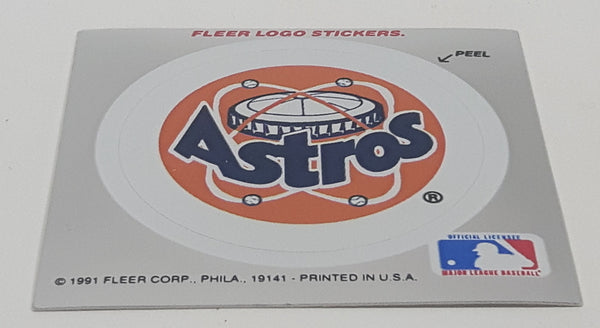 FLEER LOGO STICKERS.
PEEL
Astros
®
OFFICIAL LICENSEE
MAJOR LEAGUE BASEBALL
© 1991 FLEER CORP., PHILA., 19141 - PRINTED IN U.S.A.